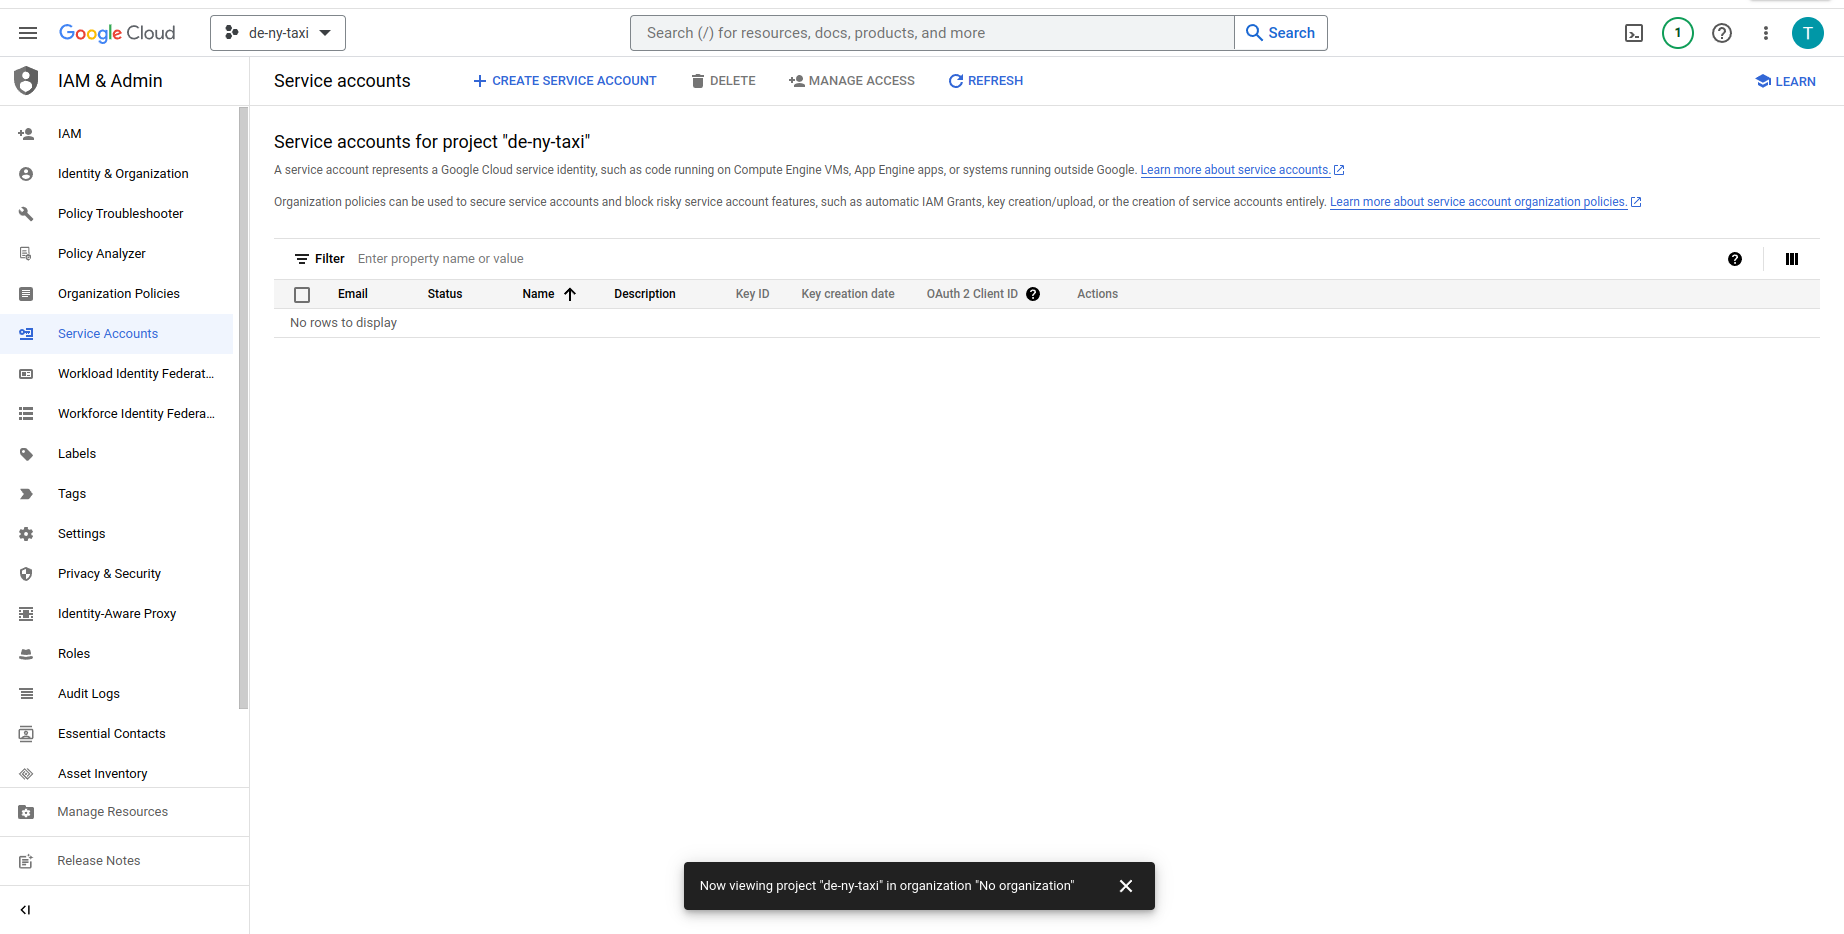 Google Cloud
de-ny-taxi
Search (/) for resources, docs, products, and more
Search
1
T
IAM & Admin
Service accounts
CREATE SERVICE ACCOUNT
DELETE
MANAGE ACCESS
REFRESH
LEARN
IAM
Identity & Organization
Policy Troubleshooter
Policy Analyzer
Organization Policies
Service Accounts
Workload Identity Federat...
Workforce Identity Federa...
Labels
Tags
Settings
Privacy & Security
Identity-Aware Proxy
Roles
Audit Logs
Essential Contacts
Asset Inventory
Manage Resources
Release Notes
Service accounts for project "de-ny-taxi"
A service account represents a Google Cloud service identity, such as code running on Compute Engine VMs, App Engine apps, or systems running outside Google. Learn more about service accounts.
Organization policies can be used to secure service accounts and block risky service account features, such as automatic IAM Grants, key creation/upload, or the creation of service accounts entirely. Learn more about service account organization policies.
Filter Enter property name or value
Email Status Name Description Key ID Key creation date OAuth 2 Client ID Actions
No rows to display
Now viewing project "de-ny-taxi" in organization "No organization"